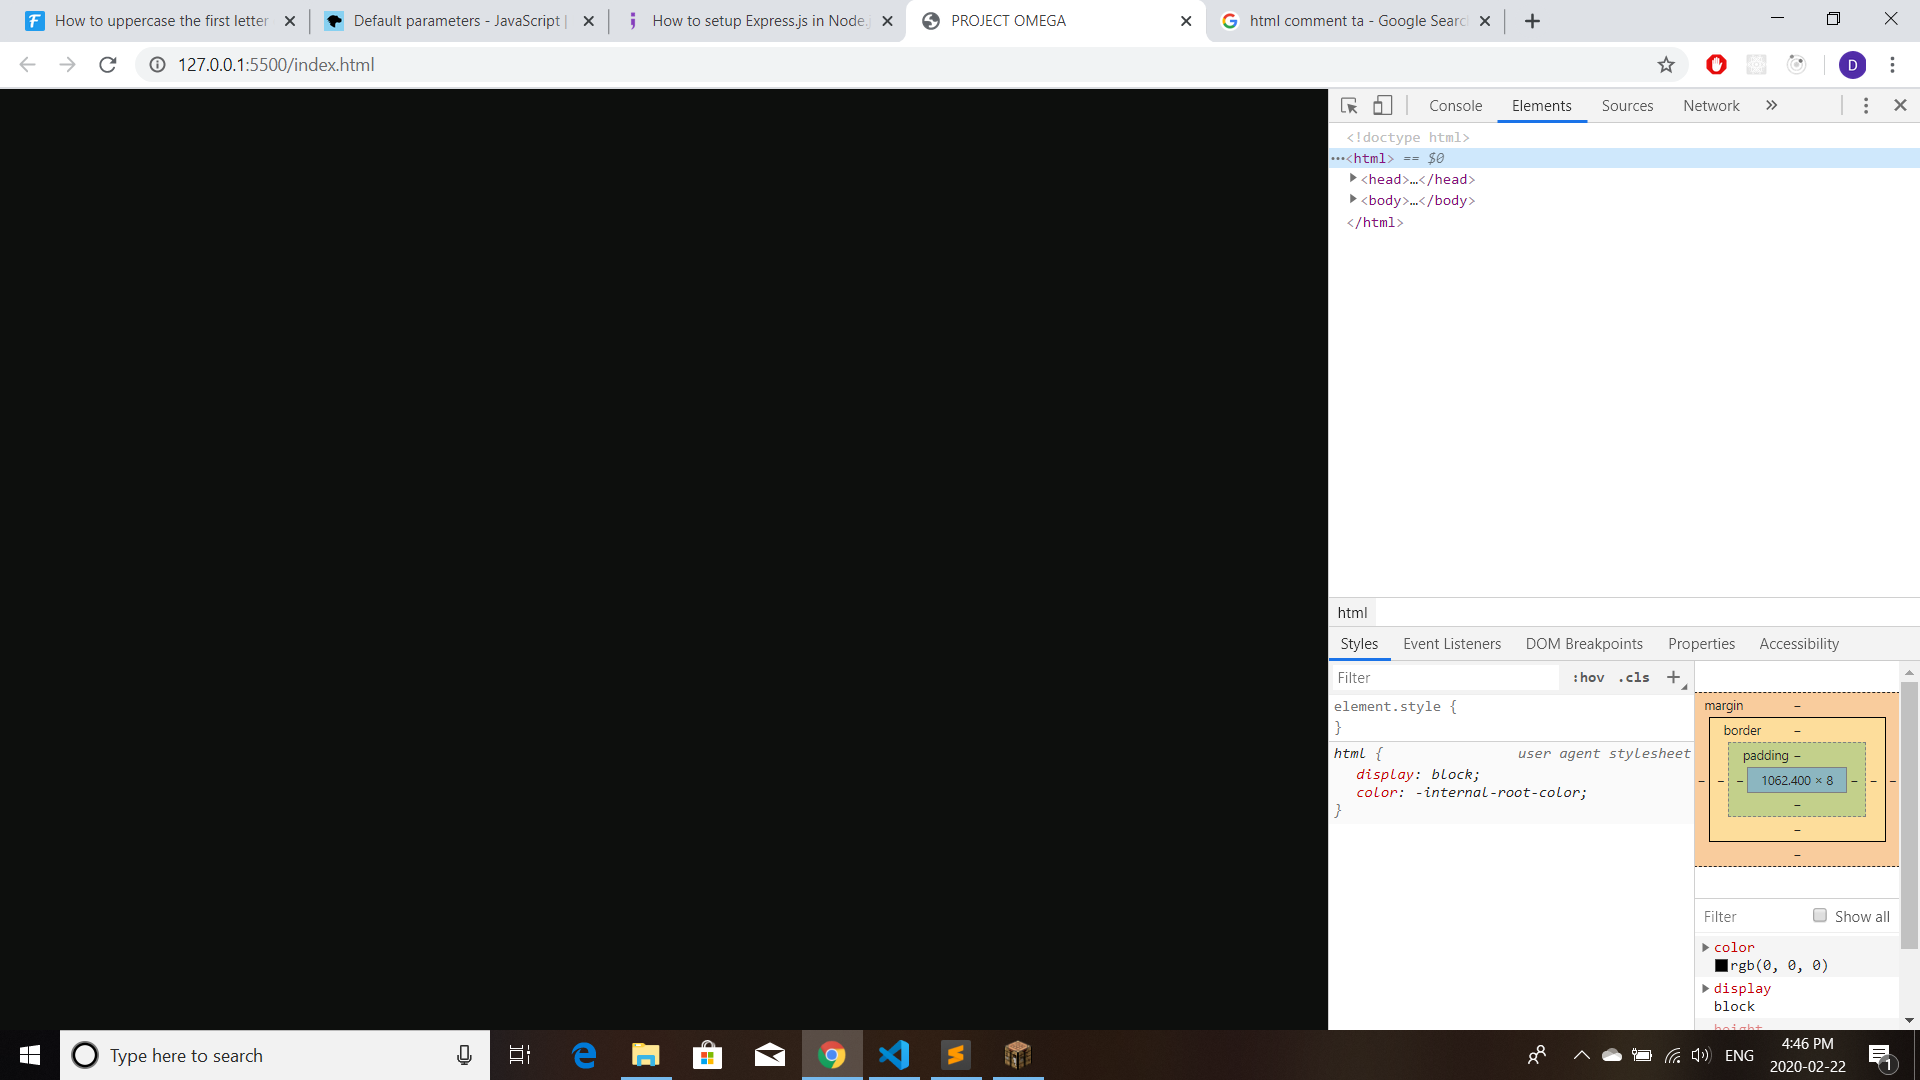 How to uppercase the first letter
Default parameters - JavaScript |
How to setup Express.js in Node.j
PROJECT OMEGA
html comment ta - Google Searc
127.0.0.1:5500/index.html
D
Console
Elements
Sources
Network
<!doctype html>
…<html> == $0
<head>…</head>
<body>…</body>
</html>
html
Styles
Event Listeners
DOM Breakpoints
Properties
Accessibility
Filter
:hov
.cls
element.style {
}
html {
user agent stylesheet
display: block;
color: -internal-root-color;
}
margin –
border –
padding –
– – – 1062.400 × 8 – – –
–
–
–
Filter
Show all
color
rgb(0, 0, 0)
display
block
height
Type here to search
ENG
4:46 PM
2020-02-22
1